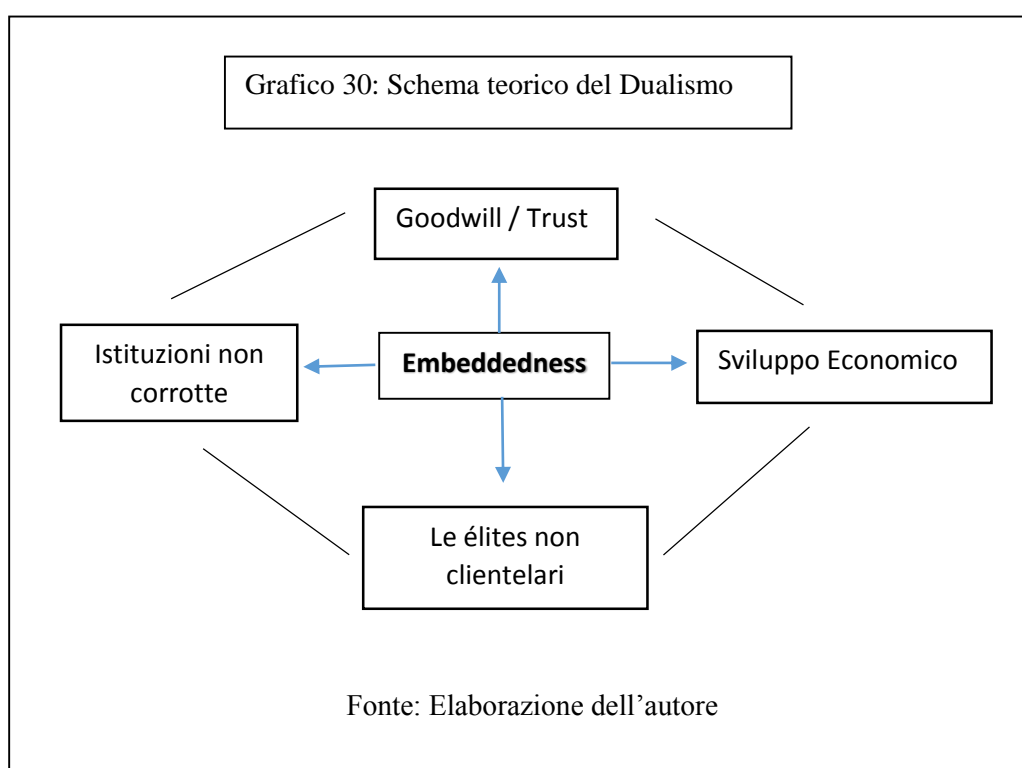 Grafico 30: Schema teorico del Dualismo
Goodwill / Trust
Istituzioni non
corrotte
Embeddedness
Sviluppo Economico
Le élites non
clientelari
Fonte: Elaborazione dell’autore